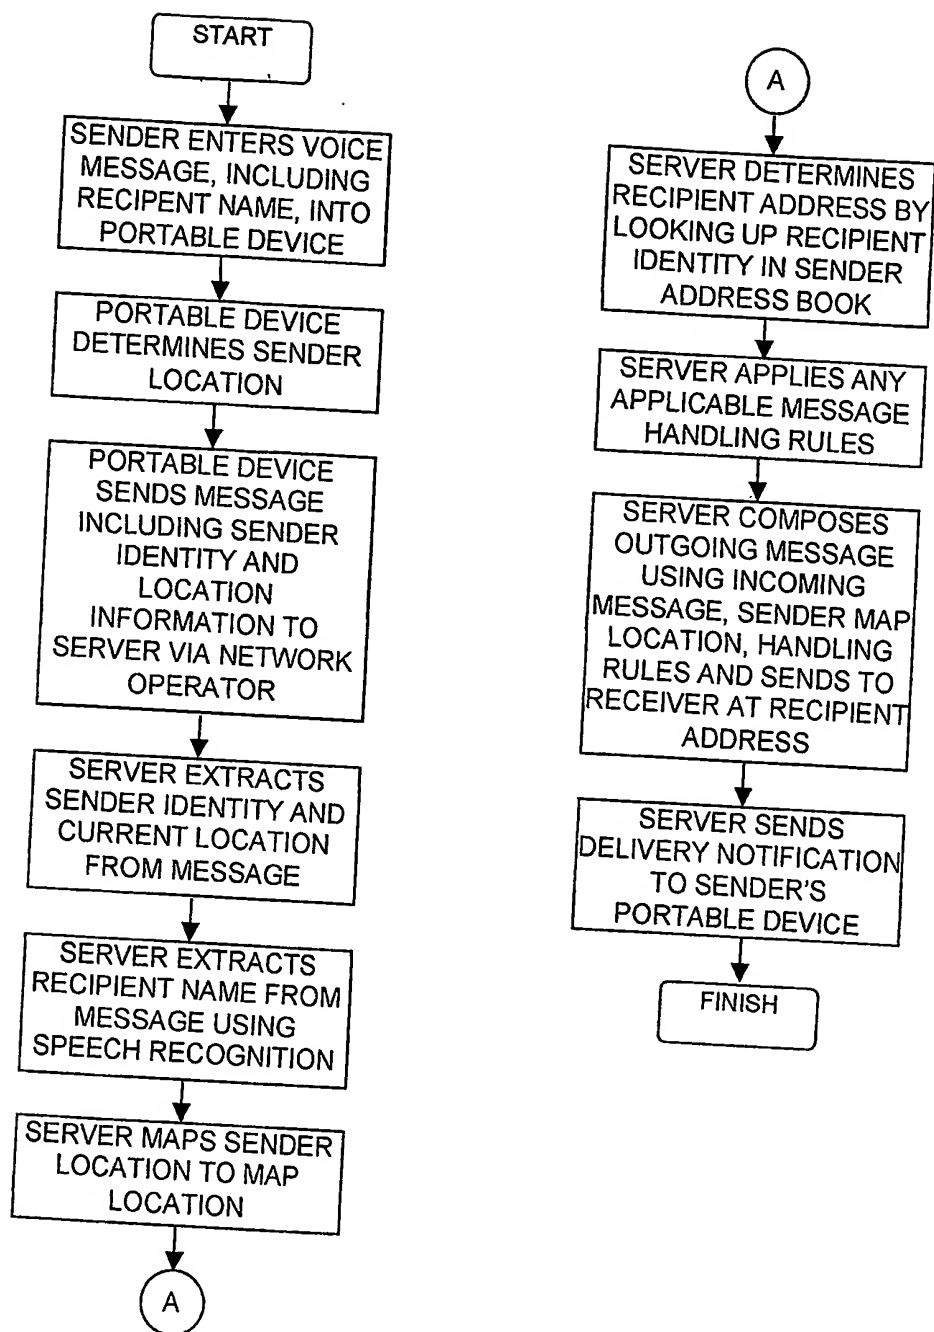 START
SENDER ENTERS VOICE
MESSAGE, INCLUDING
RECIPENT NAME, INTO
PORTABLE DEVICE
PORTABLE DEVICE
DETERMINES SENDER
LOCATION
PORTABLE DEVICE
SENDS MESSAGE
INCLUDING SENDER
IDENTITY AND
LOCATION
INFORMATION TO
SERVER VIA NETWORK
OPERATOR
SERVER EXTRACTS
SENDER IDENTITY AND
CURRENT LOCATION
FROM MESSAGE
SERVER EXTRACTS
RECIPIENT NAME FROM
MESSAGE USING
SPEECH RECOGNITION
SERVER MAPS SENDER
LOCATION TO MAP
LOCATION
A
A
SERVER DETERMINES
RECIPIENT ADDRESS BY
LOOKING UP RECIPIENT
IDENTITY IN SENDER
ADDRESS BOOK
SERVER APPLIES ANY
APPLICABLE MESSAGE
HANDLING RULES
SERVER COMPOSES
OUTGOING MESSAGE
USING INCOMING
MESSAGE, SENDER MAP
LOCATION, HANDLING
RULES AND SENDS TO
RECEIVER AT RECIPIENT
ADDRESS
SERVER SENDS
DELIVERY NOTIFICATION
TO SENDER'S
PORTABLE DEVICE
FINISH